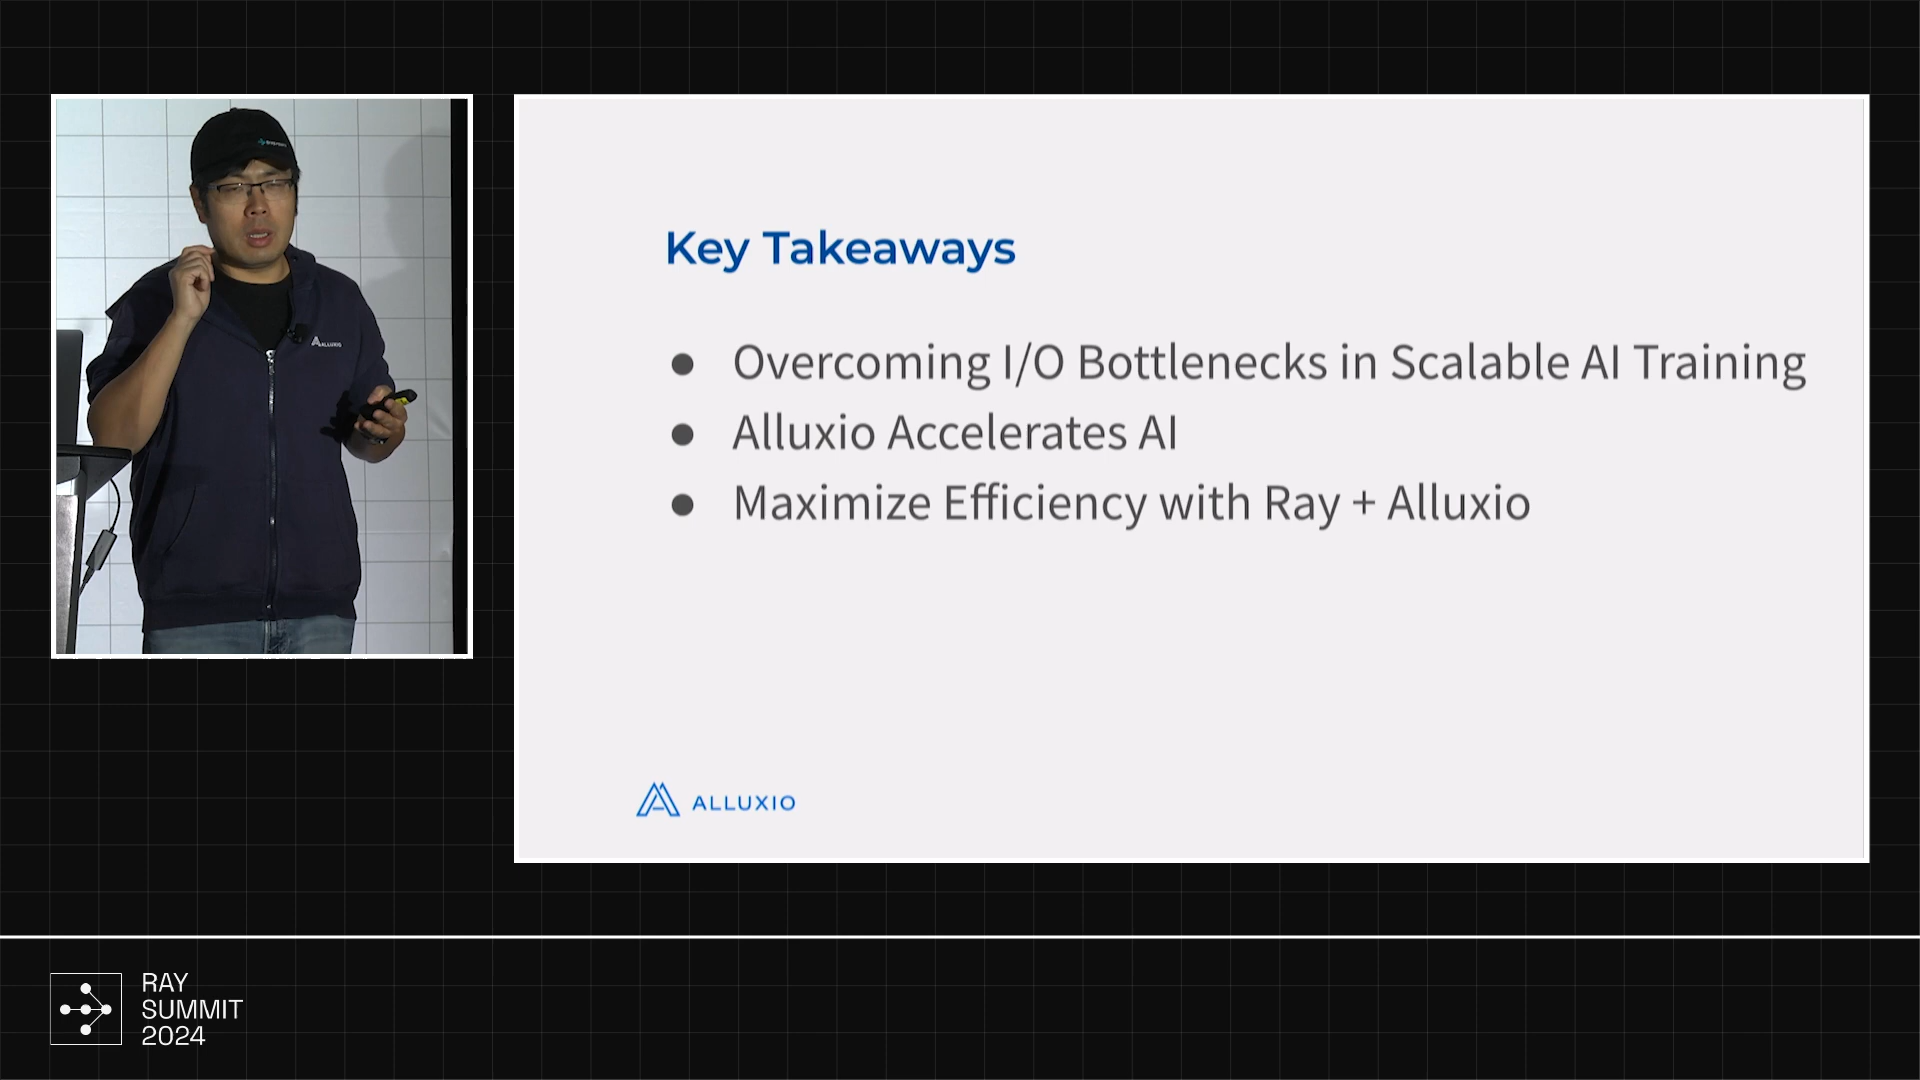 ALLUXIO
Key Takeaways
● Overcoming I/O Bottlenecks in Scalable AI Training
● Alluxio Accelerates AI
● Maximize Efficiency with Ray + Alluxio
ALLUXIO
RAY
SUMMIT
2024